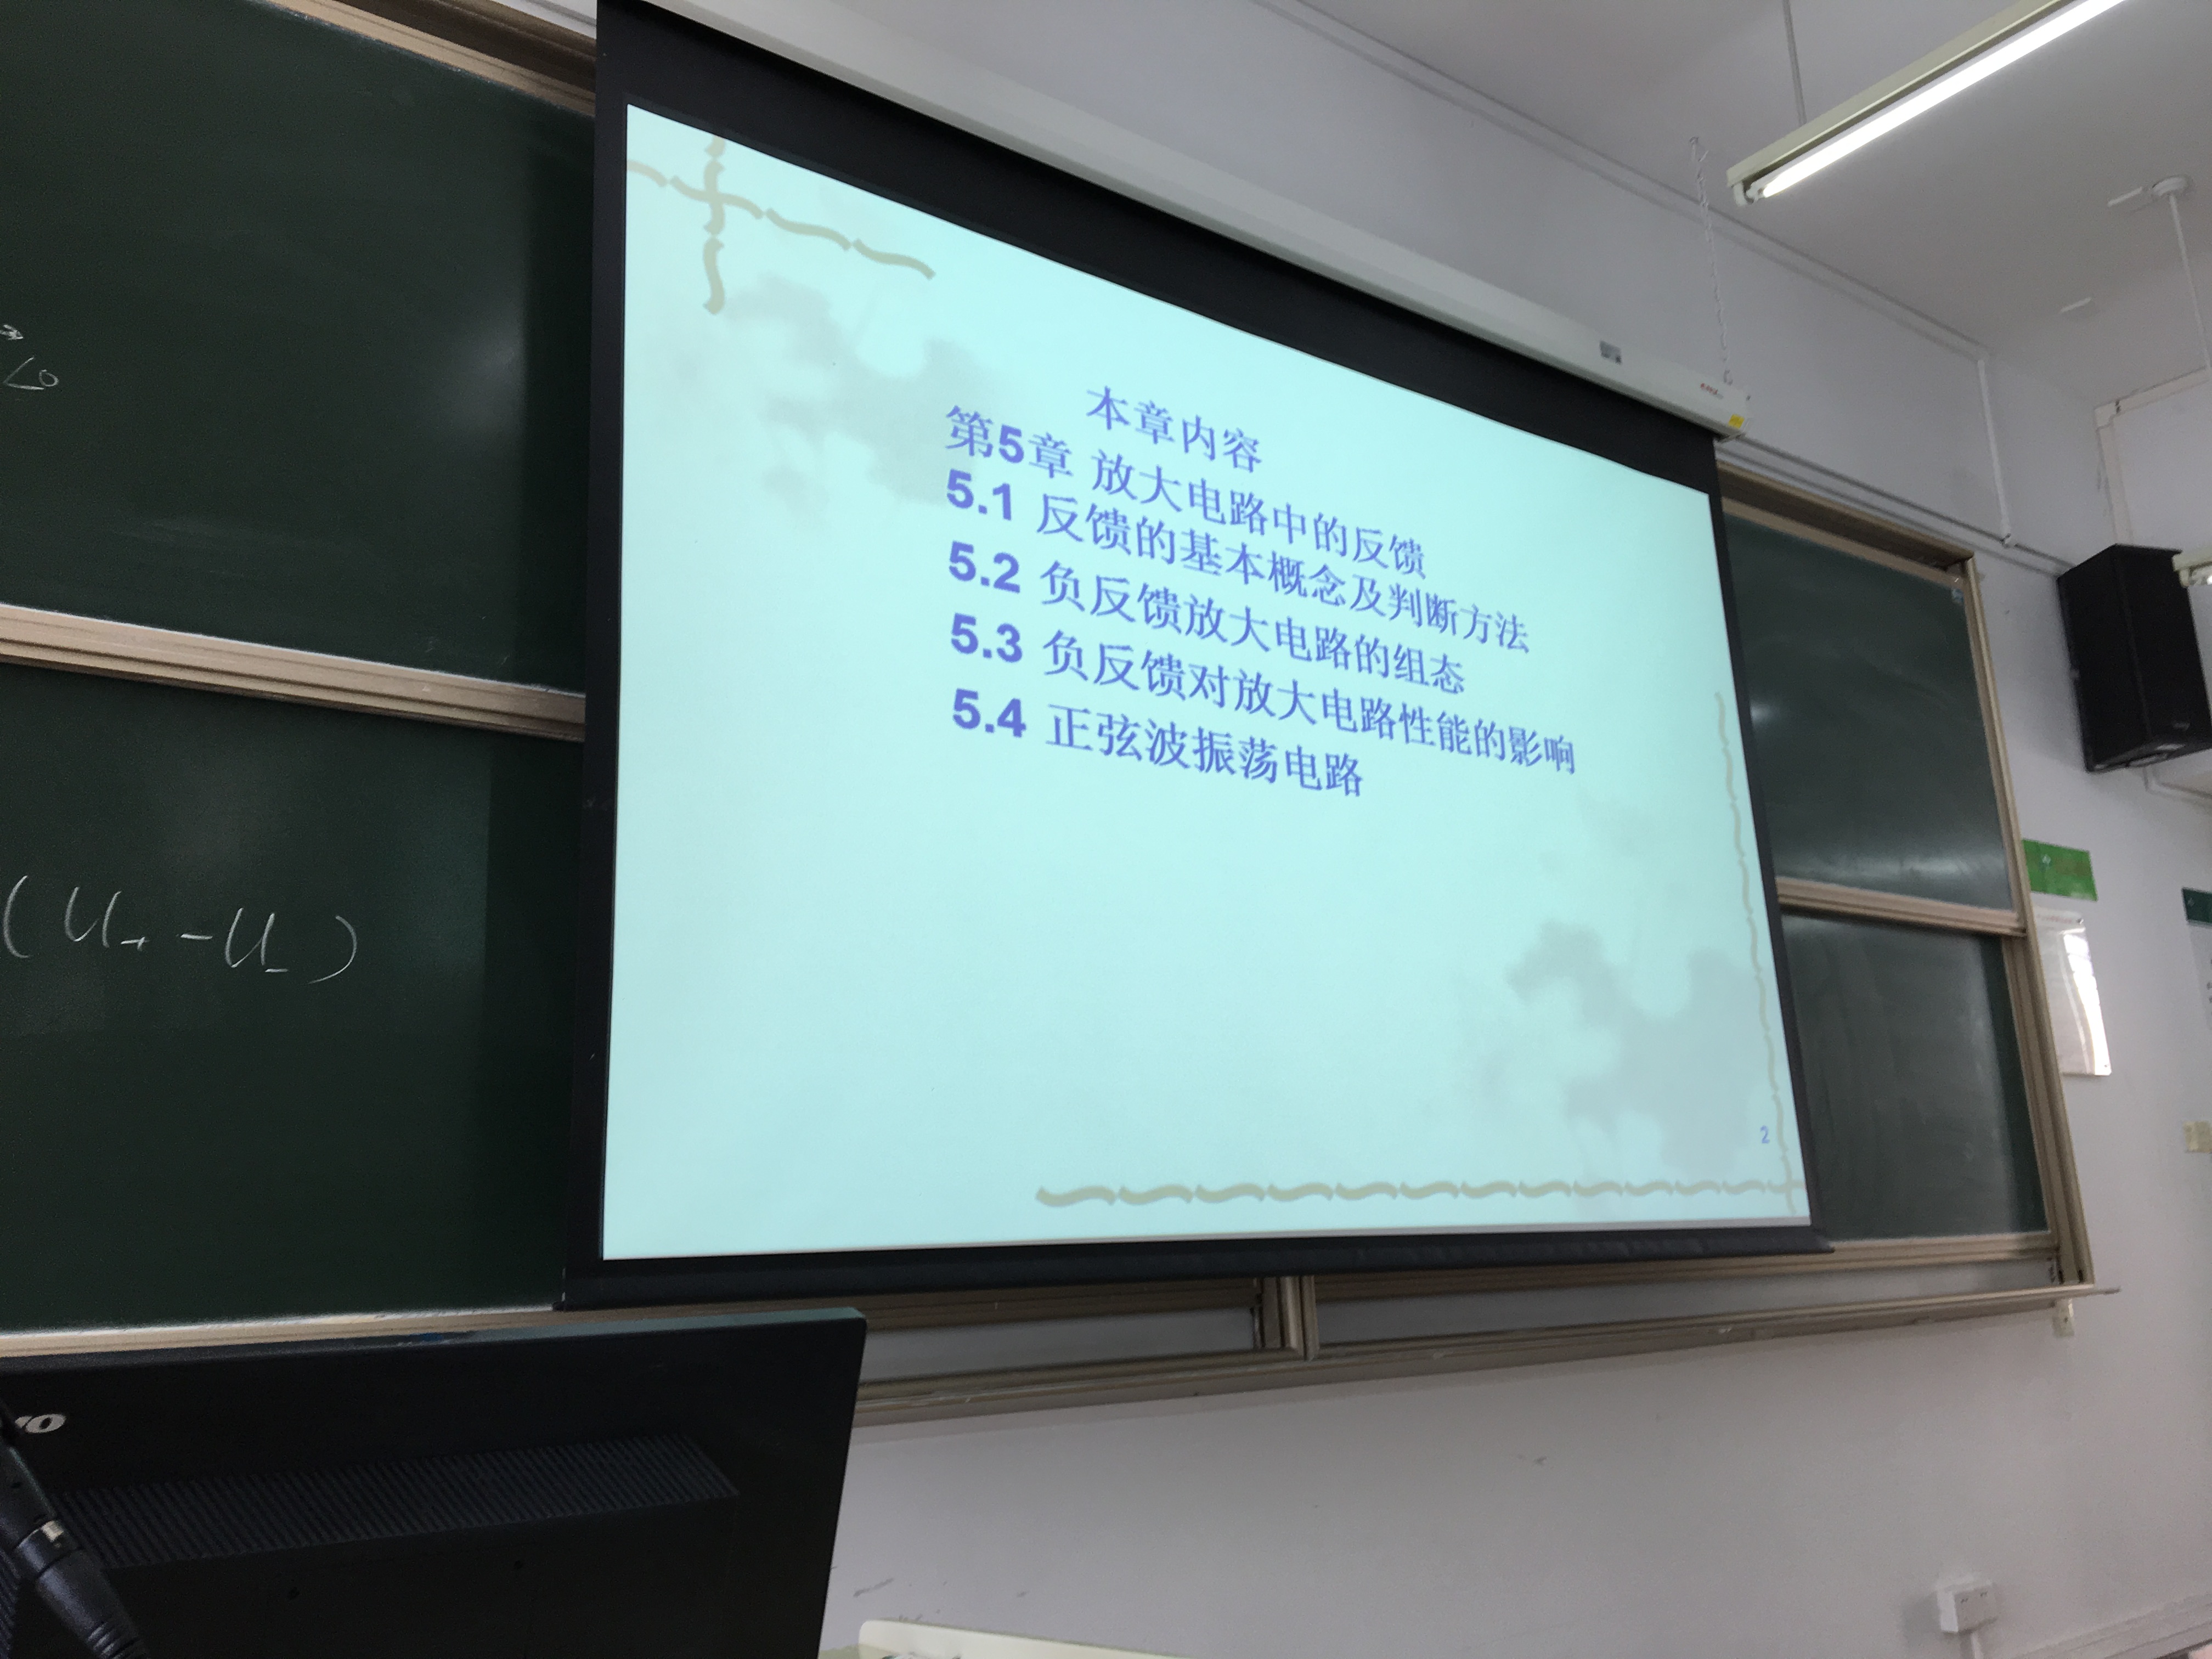 本章内容
第5章 放大电路中的反馈
5.1 反馈的基本概念及判断方法
5.2 负反馈放大电路的组态
5.3 负反馈对放大电路性能的影响
5.4 正弦波振荡电路
2
<0
(U₊ - U₋)